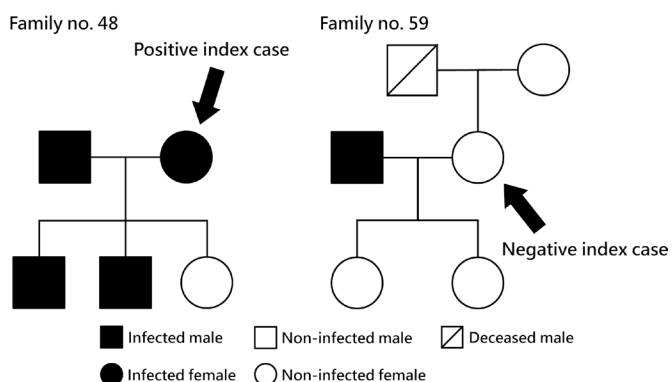 Family no. 48
Family no. 59
Positive index case
Negative index case
Infected male
Non-infected male
Deceased male
Infected female
Non-infected female